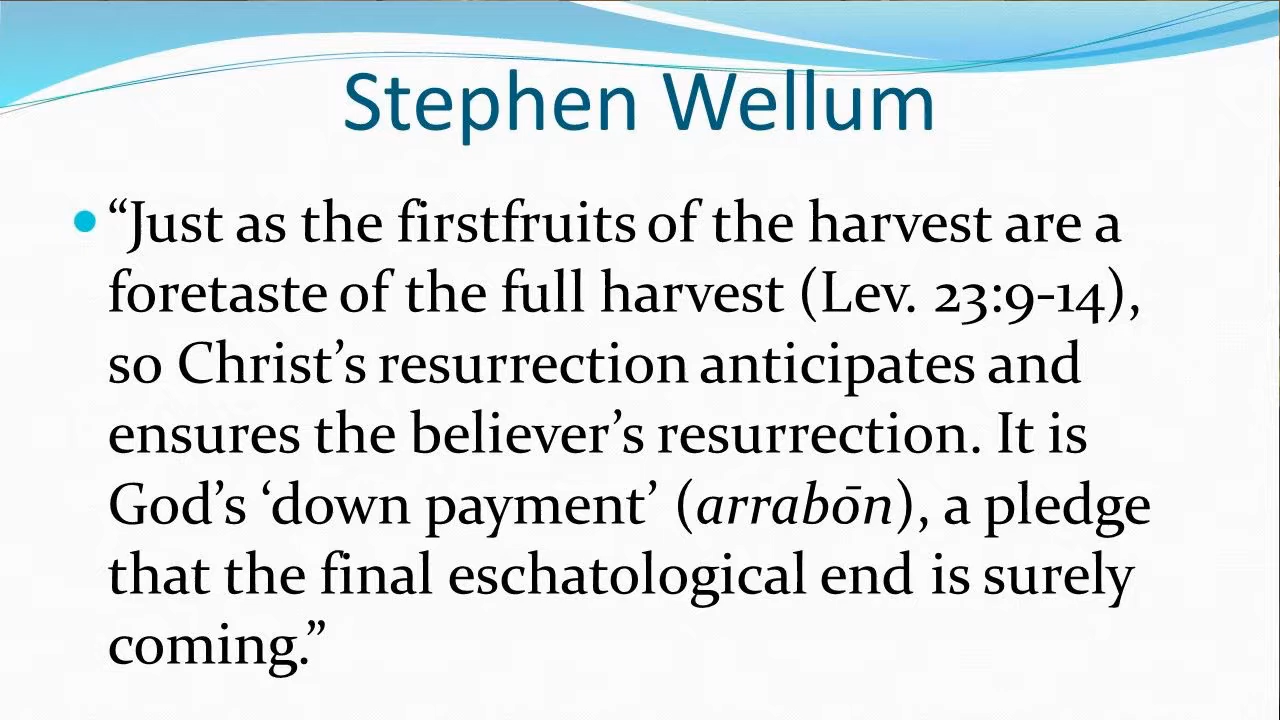 Stephen Wellum
• “Just as the firstfruits of the harvest are a
foretaste of the full harvest (Lev. 23:9-14),
so Christ’s resurrection anticipates and
ensures the believer’s resurrection. It is
God’s ‘down payment’ (arrabōn), a pledge
that the final eschatological end is surely
coming.”